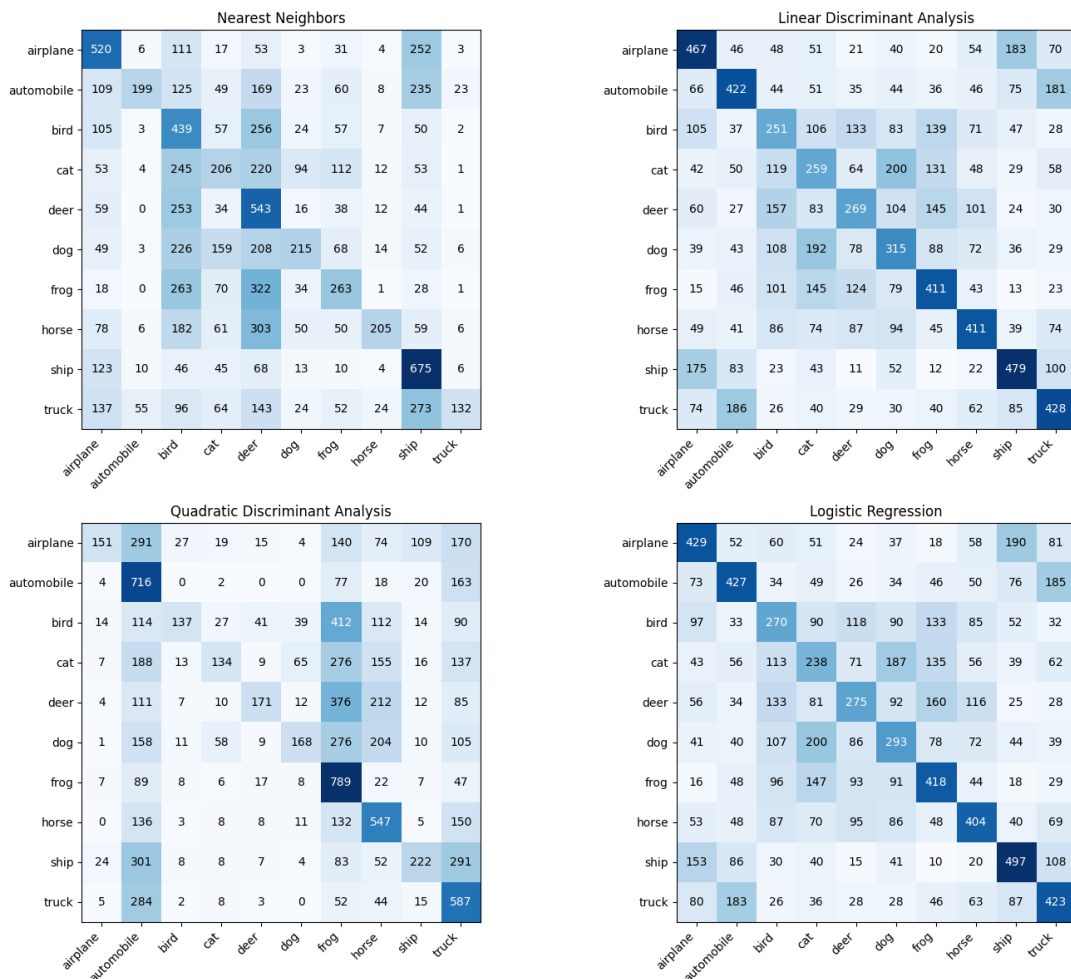 Nearest Neighbors
airplane 520 6 111 17 53 3 31 4 252 3
automobile 109 199 125 49 169 23 60 8 235 23
bird 105 3 439 57 256 24 57 7 50 2
cat 53 4 245 206 220 94 112 12 53 1
deer 59 0 253 34 543 16 38 12 44 1
dog 49 3 226 159 208 215 68 14 52 6
frog 18 0 263 70 322 34 263 1 28 1
horse 78 6 182 61 303 50 50 205 59 6
ship 123 10 46 45 68 13 10 4 675 6
truck 137 55 96 64 143 24 52 24 273 132
airplane automobile bird cat deer dog frog horse ship truck
Linear Discriminant Analysis
airplane 467 46 48 51 21 40 20 54 183 70
automobile 66 422 44 51 35 44 36 46 75 181
bird 105 37 251 106 133 83 139 71 47 28
cat 42 50 119 259 64 200 131 48 29 58
deer 60 27 157 83 269 104 145 101 24 30
dog 39 43 108 192 78 315 88 72 36 29
frog 15 46 101 145 124 79 411 43 13 23
horse 49 41 86 74 87 94 45 411 39 74
ship 175 83 23 43 11 52 12 22 479 100
truck 74 186 26 40 29 30 40 62 85 428
airplane automobile bird cat deer dog frog horse ship truck
Quadratic Discriminant Analysis
airplane 151 291 27 19 15 4 140 74 109 170
automobile 4 716 0 2 0 0 77 18 20 163
bird 14 114 137 27 41 39 412 112 14 90
cat 7 188 13 134 9 65 276 155 16 137
deer 4 111 7 10 171 12 376 212 12 85
dog 1 158 11 58 9 168 276 204 10 105
frog 7 89 8 6 17 8 789 22 7 47
horse 0 136 3 8 8 11 132 547 5 150
ship 24 301 8 8 7 4 83 52 222 291
truck 5 284 2 8 3 0 52 44 15 587
airplane automobile bird cat deer dog frog horse ship truck
Logistic Regression
airplane 429 52 60 51 24 37 18 58 190 81
automobile 73 427 34 49 26 34 46 50 76 185
bird 97 33 270 90 118 90 133 85 52 32
cat 43 56 113 238 71 187 135 56 39 62
deer 56 34 133 81 275 92 160 116 25 28
dog 41 40 107 200 86 293 78 72 44 39
frog 16 48 96 147 93 91 418 44 18 29
horse 53 48 87 70 95 86 48 404 40 69
ship 153 86 30 40 15 41 10 20 497 108
truck 80 183 26 36 28 28 46 63 87 423
airplane automobile bird cat deer dog frog horse ship truck